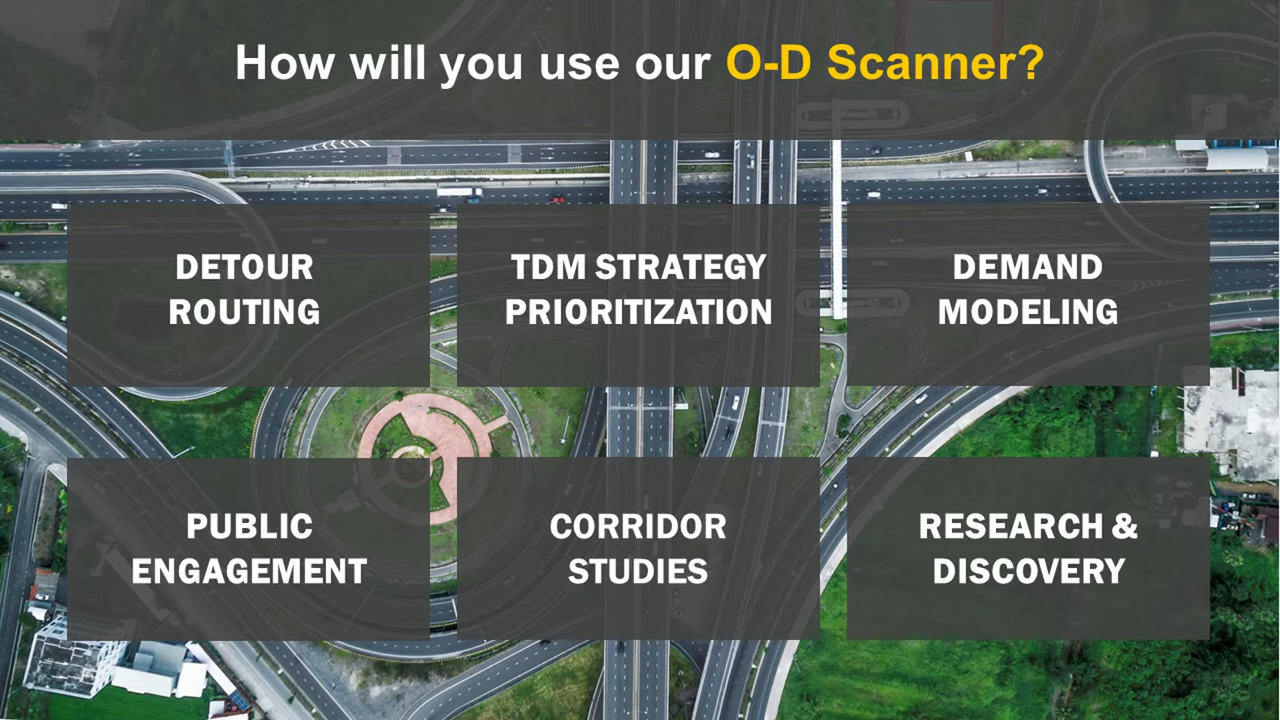 How will you use our O-D Scanner?
DETOUR
ROUTING
TDM STRATEGY
PRIORITIZATION
DEMAND
MODELING
PUBLIC
ENGAGEMENT
CORRIDOR
STUDIES
RESEARCH &
DISCOVERY